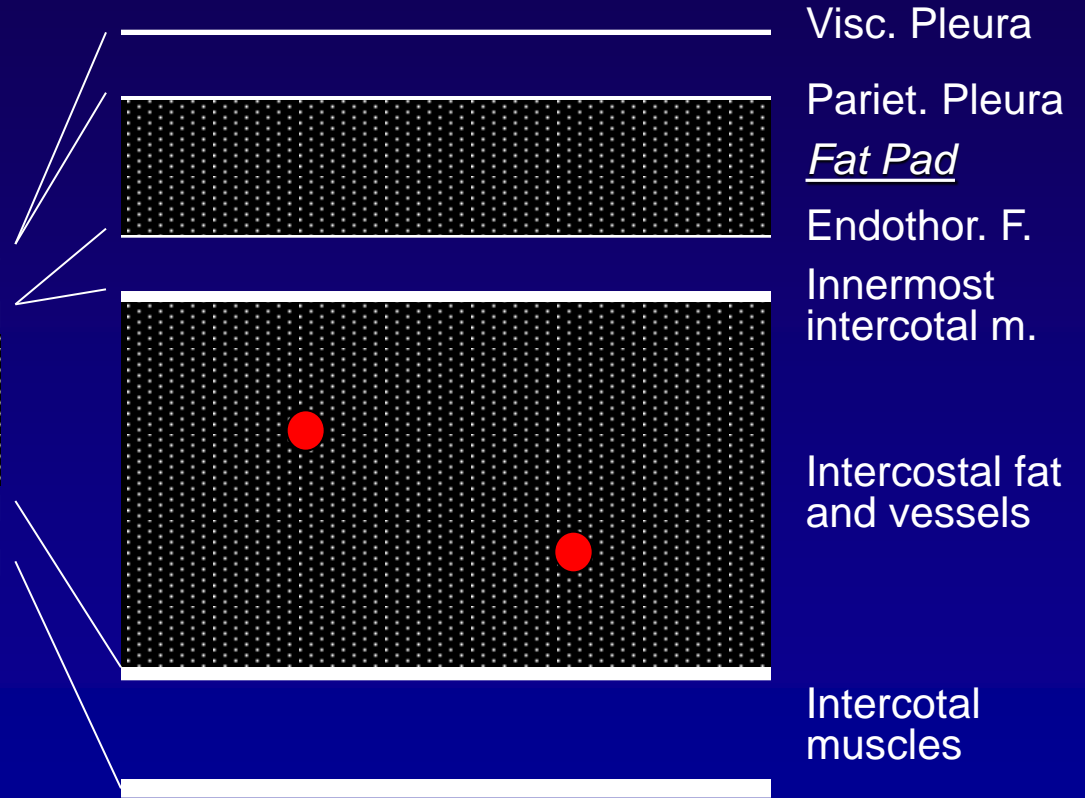 Visc. Pleura
Pariet. Pleura
Fat Pad
Endothor. F.
Innermost
intercotal m.
Intercostal fat
and vessels
Intercotal
muscles